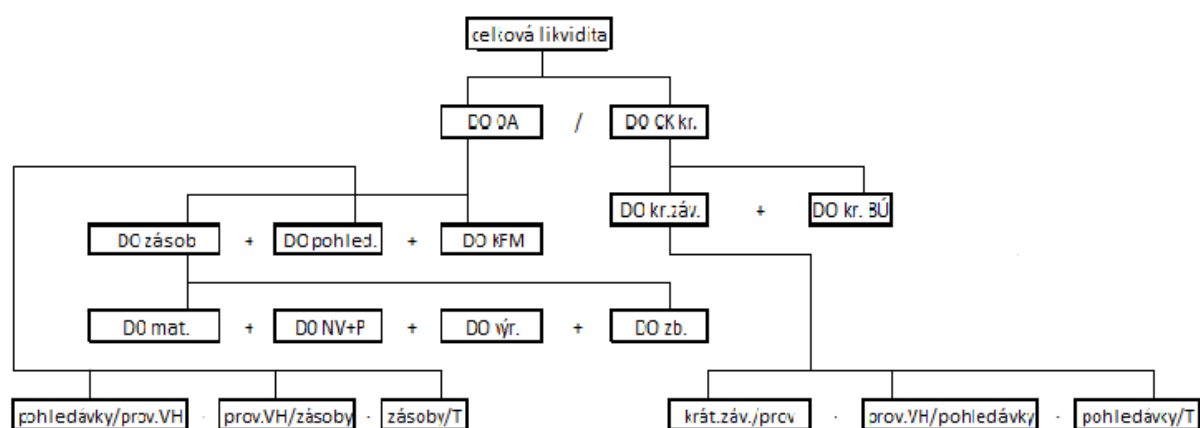 celková likvidita
DO OA / DO CK kr.
DO kr.záv. + DO kr. BÚ
DO zásob + DO pohled. + DO KFM
DO mat. + DO NV+P + DO výr. + DO zb.
pohledávky/prov.VH · prov.VH/zásoby · zásoby/T krát.záv./prov · prov.VH/pohledávky · pohledávky/T